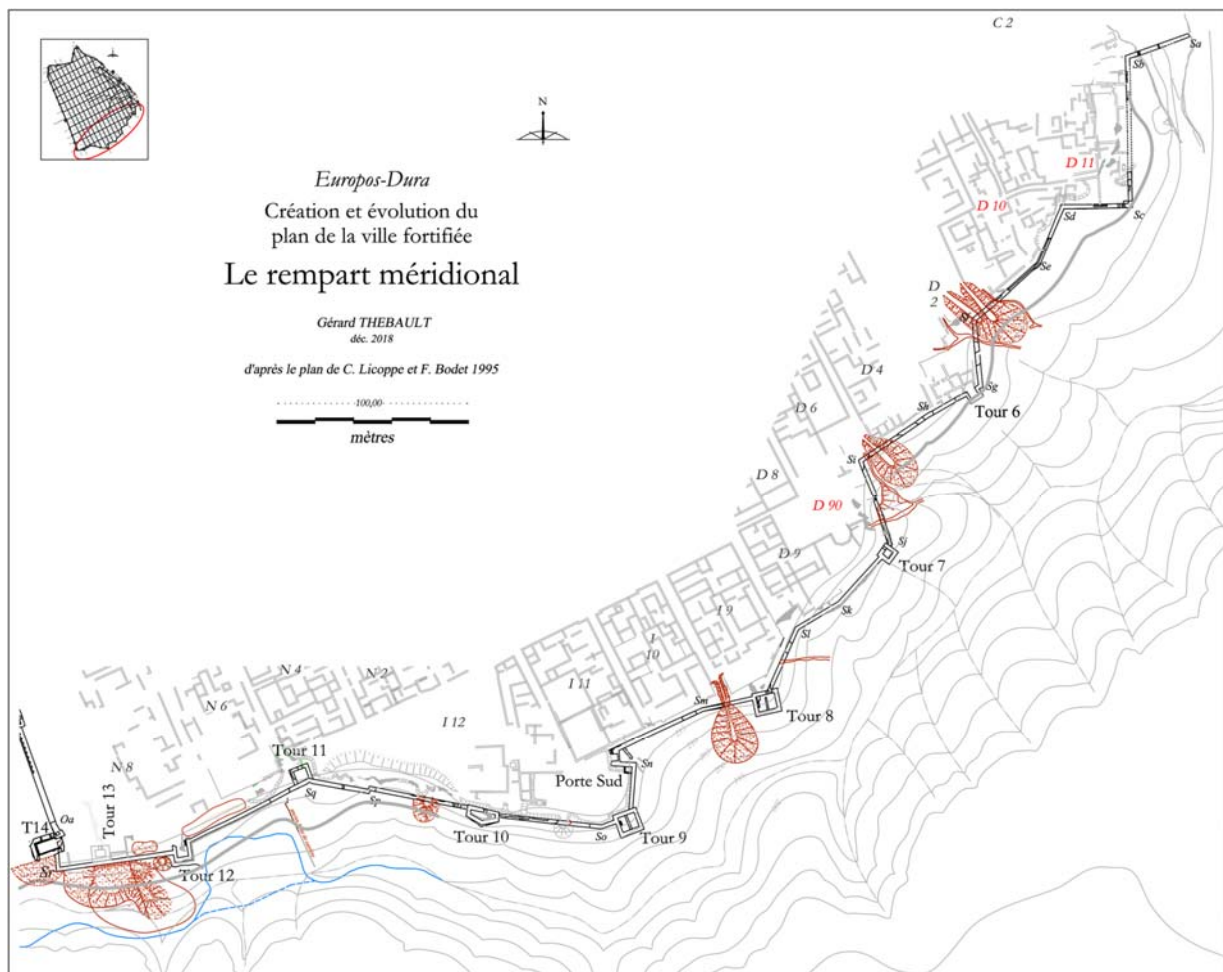 C 2
Sa
Sb
N
Europos-Dura
Création et évolution du
plan de la ville fortifiée
Le rempart méridional
Gérard THEBAULT
déc. 2018
d'après le plan de C. Licoppe et F. Bodet 1995
100,00
mètres
D 11
D 10
Sd
Sc
Se
D
2
Sf
D 4
Sg
D 6
Sh
Tour 6
Si
D 8
D 90
Sj
D 9
Tour 7
I 9
Sk
I
10
Sl
N 4
N 2
I 11
N 6
Sm
Tour 8
I 12
Tour 11
N 8
Sn
Porte Sud
Sq
Sp
Tour 13
Oa
T14
Tour 10
So
Tour 9
Tour 12